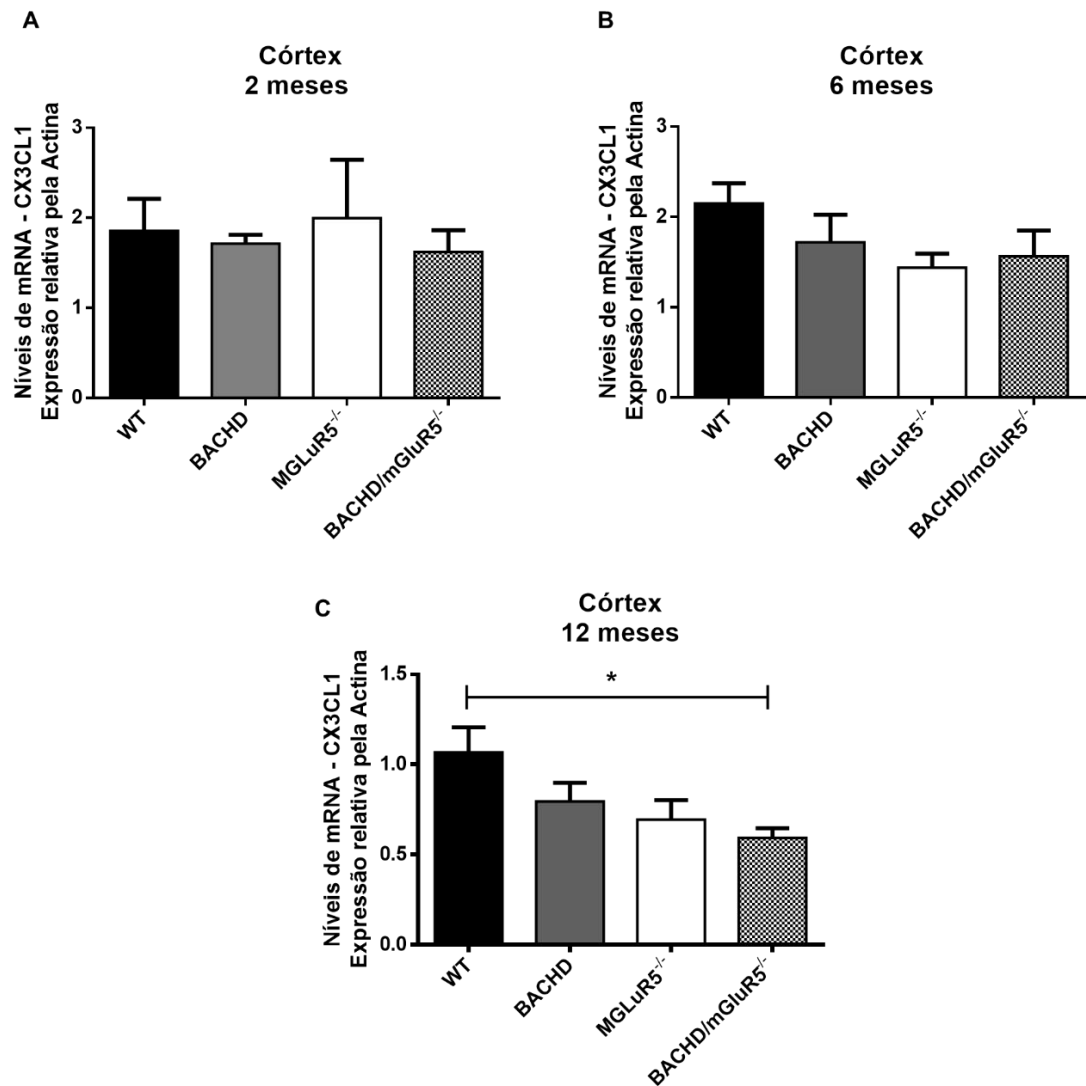 A
Córtex
2 meses
Níveis de mRNA - CX3CL1
Expressão relativa pela Actina
3
2
1
0
WT
BACHD
MGLuR5-/-
BACHD/mGluR5-/-
B
Córtex
6 meses
Níveis de mRNA - CX3CL1
Expressão relativa pela Actina
3
2
1
0
WT
BACHD
MGLuR5-/-
BACHD/mGluR5-/-
C
Córtex
12 meses
Níveis de mRNA - CX3CL1
Expressão relativa pela Actina
1.5
1.0
0.5
0.0
*
WT
BACHD
MGLuR5-/-
BACHD/mGluR5-/-